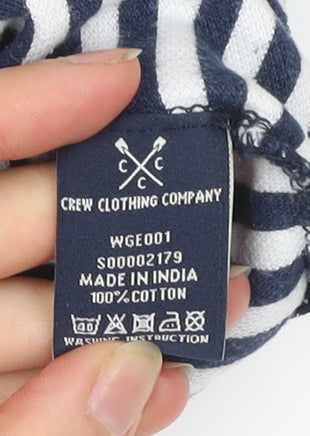 C C
C
CREW CLOTHING COMPANY
WGE001
S00002179
MADE IN INDIA
100% COTTON
40
WASHING INSTRUCTION